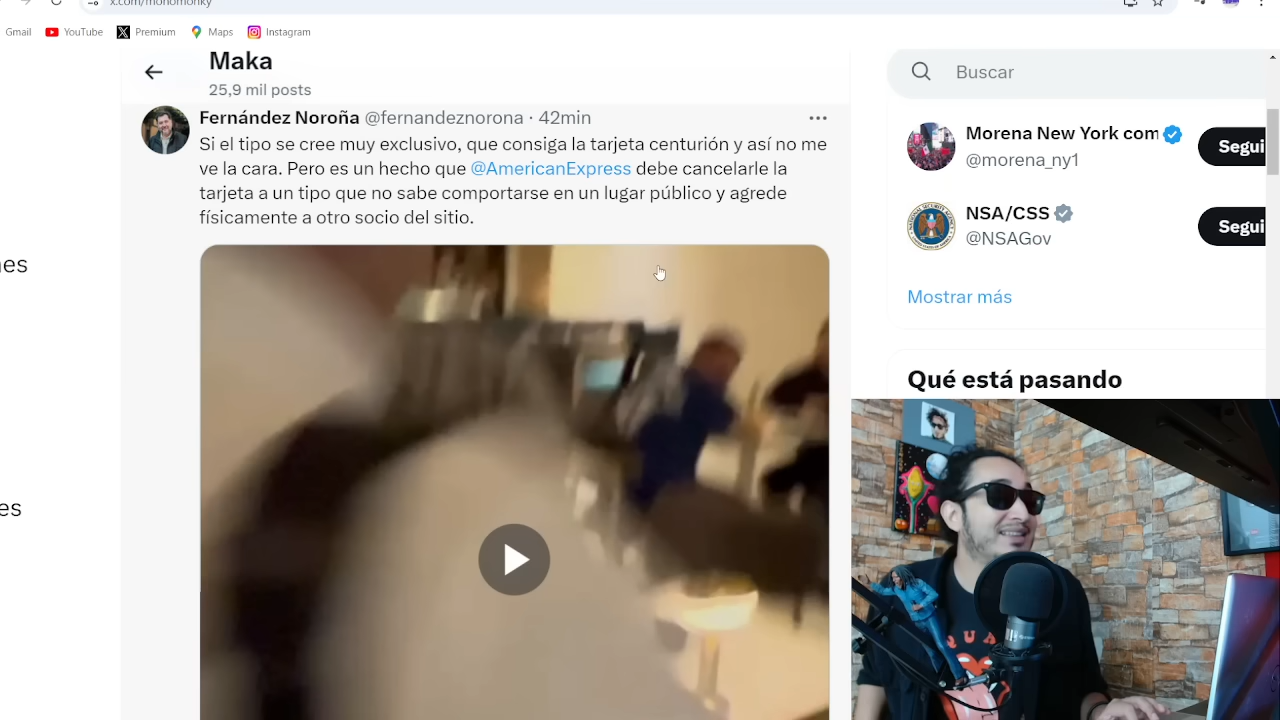 x.com/monomonky
Gmail
YouTube
Premium
Maps
Instagram
Maka
25,9 mil posts
Fernández Noroña @fernandeznorona · 42min
Si el tipo se cree muy exclusivo, que consiga la tarjeta centurión y así no me
ve la cara. Pero es un hecho que @AmericanExpress debe cancelarle la
tarjeta a un tipo que no sabe comportarse en un lugar público y agrede
físicamente a otro socio del sitio.
nes
es
Buscar
Morena New York com
@morena_ny1
Segui
NSA/CSS
@NSAGov
Segui
Mostrar más
Qué está pasando